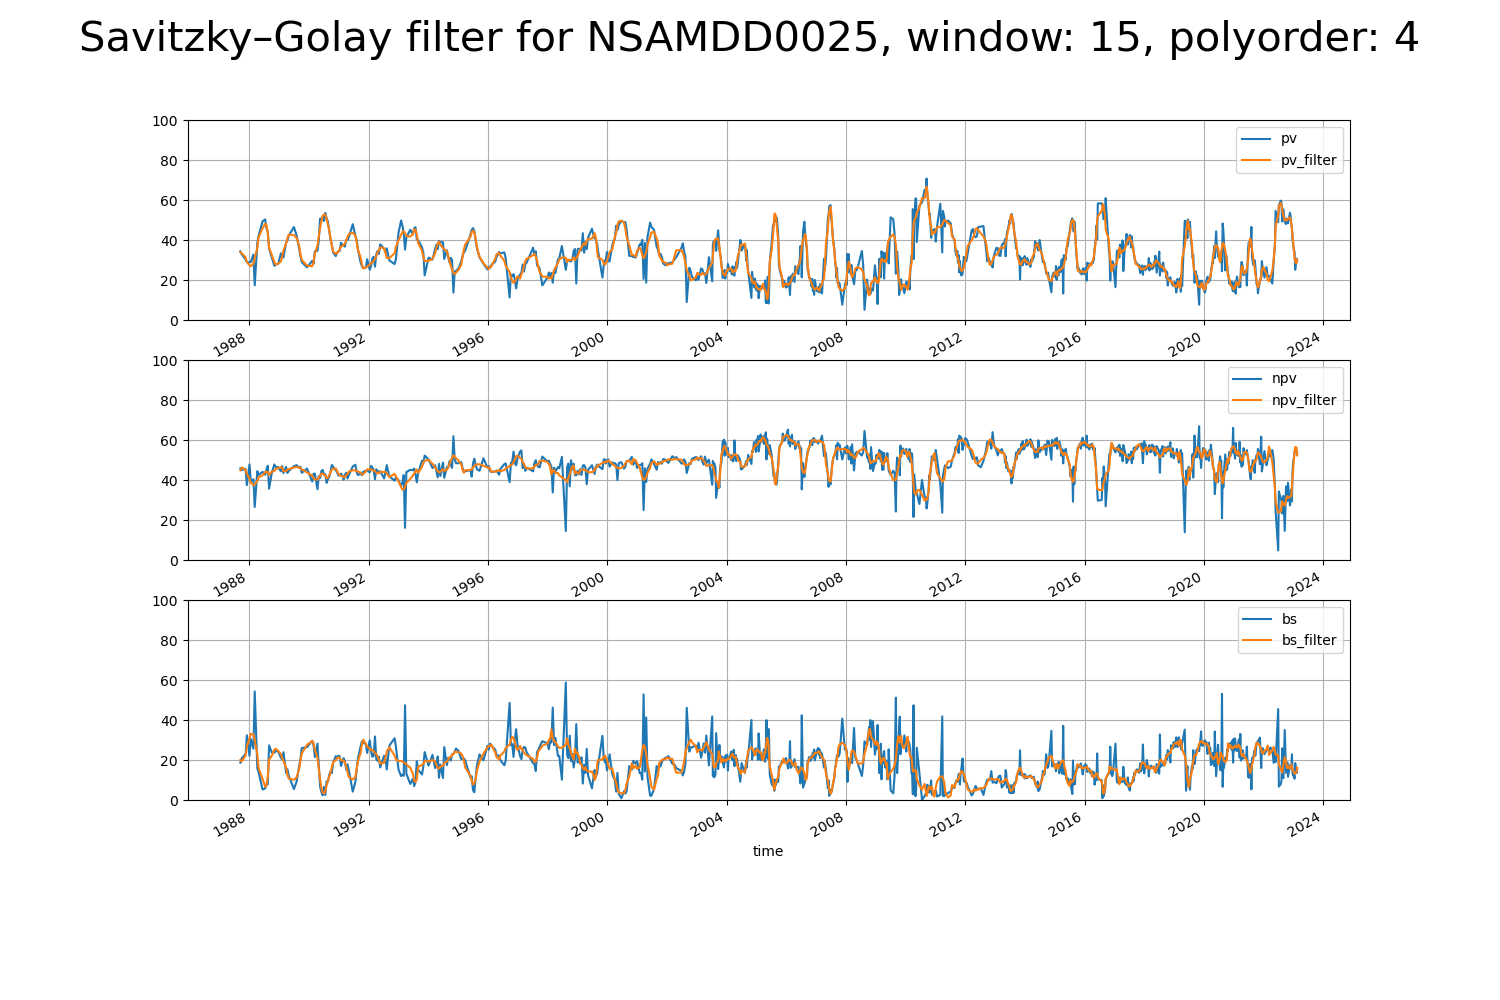 Savitzky–Golay filter for NSAMDD0025, window: 15, polyorder: 4
100
80
60
40
20
0
pv
pv_filter
1988 1992 1996 2000 2004 2008 2012 2016 2020 2024
100
80
60
40
20
0
npv
npv_filter
1988 1992 1996 2000 2004 2008 2012 2016 2020 2024
100
80
60
40
20
0
bs
bs_filter
1988 1992 1996 2000 2004 2008 2012 2016 2020 2024
time